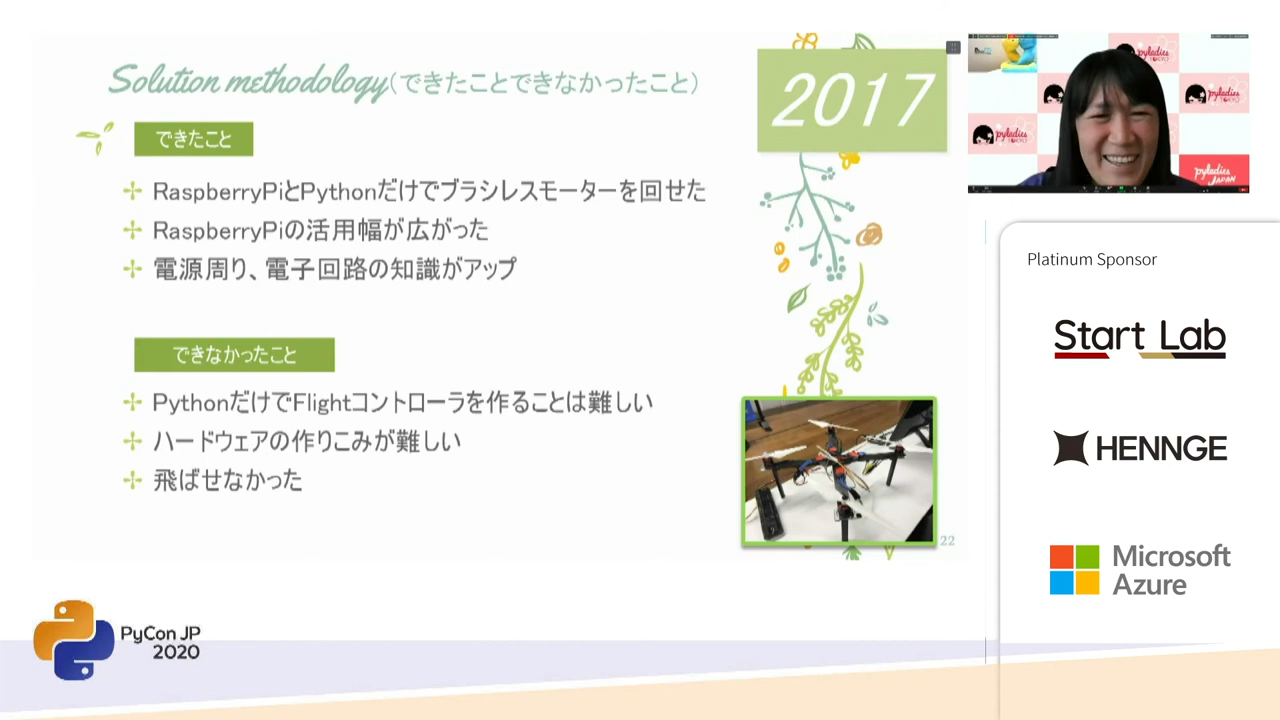 Solution methodology(できたことできなかったこと)
2017
できたこと
RaspberryPiとPythonだけでブラシレスモーターを回せた
RaspberryPiの活用幅が広がった
電源周り、電子回路の知識がアップ
できなかったこと
PythonだけでFlightコントローラを作ることは難しい
ハードウェアの作りこみが難しい
飛ばせなかった
22
pyladies
TOKYO
pyladies
TOKYO
pyladies
TOKYO
pyladies
JAPAN
Platinum Sponsor
Start Lab
HENNGE
Microsoft
Azure
PyCon JP
2020